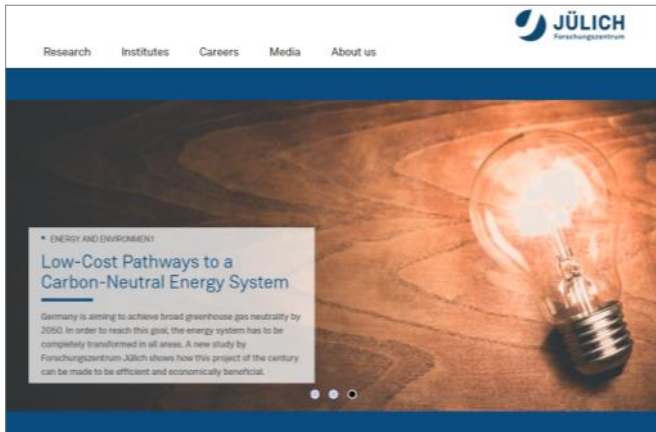 JÜLICH
Forschungszentrum
Research Institutes Careers Media About us
ENERGY AND ENVIRONMENT
Low-Cost Pathways to a
Carbon-Neutral Energy System
Germany is aiming to achieve broad greenhouse gas neutrality by
2050. In order to reach this goal, the energy system has to be
completely transformed in all areas. A new study by
Forschungszentrum Jülich shows how this project of the century
can be made to be efficient and economically beneficial.